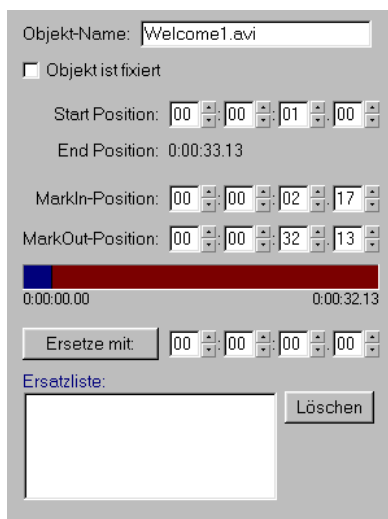 Objekt-Name: Welcome1.avi
Objekt ist fixiert
Start Position: 00 : 00 : 01 . 00
End Position: 0:00:33.13
MarkIn-Position: 00 : 00 : 02 . 17
MarkOut-Position: 00 : 00 : 32 . 13
0:00:00.00 0:00:32.13
Ersetze mit: 00 : 00 : 00 . 00
Ersatzliste:
Löschen